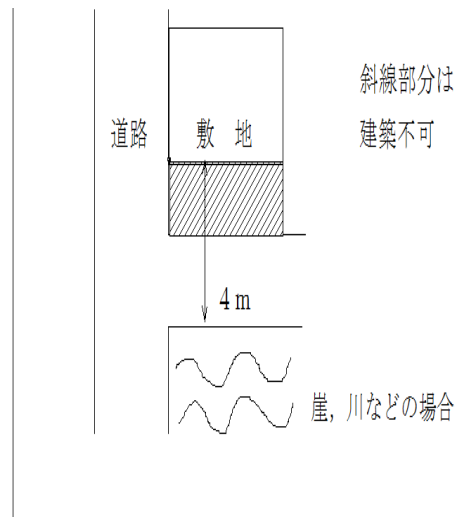 斜線部分は
建築不可
道路
敷 地
4m
崖，川などの場合